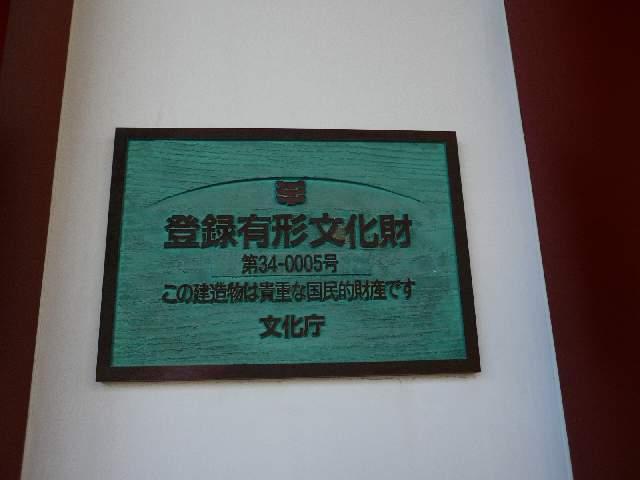 登録有形文化財
第34-0005号
この建造物は貴重な国民的財産です
文化庁